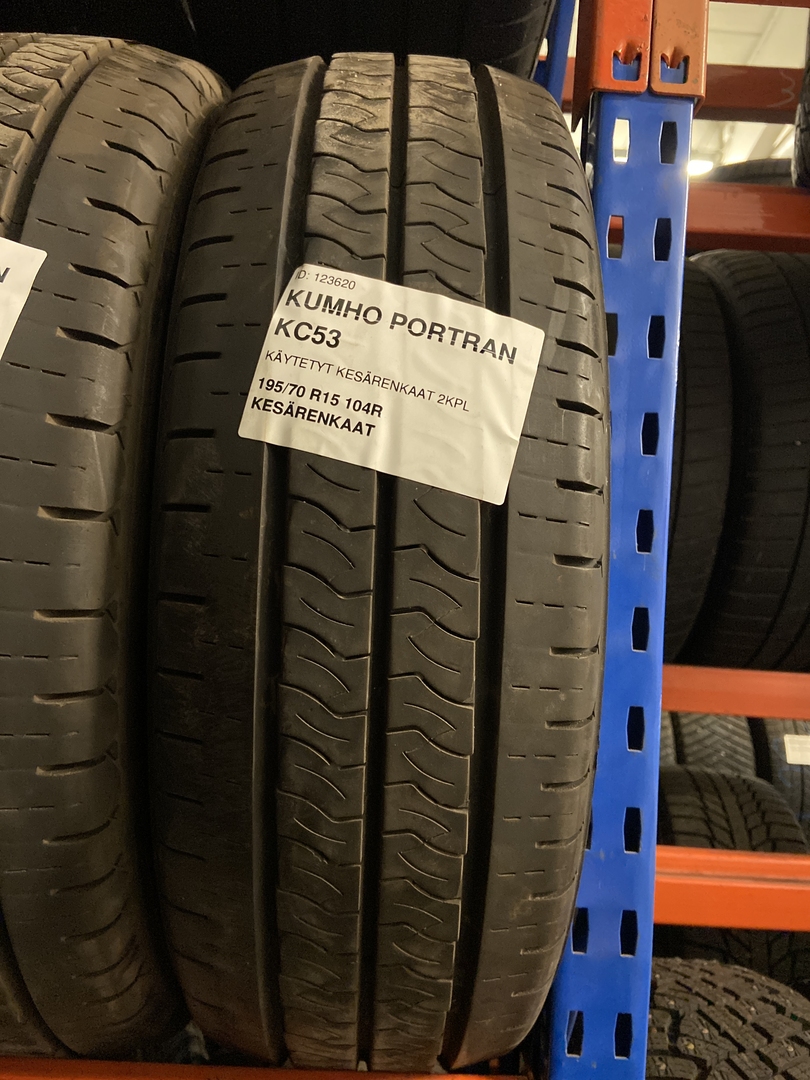 ID: 123620
KUMHO PORTRAN
KC53
KÄYTETYT KESÄRENKAAT 2KPL
195/70 R15 104R
KESÄRENKAAT
N